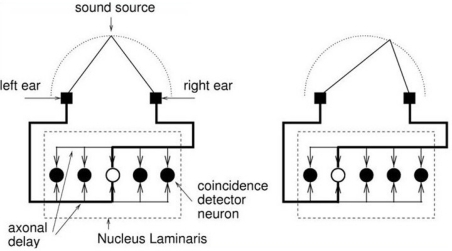 sound source
left ear
right ear
coincidence
detector
neuron
axonal
delay
Nucleus Laminaris